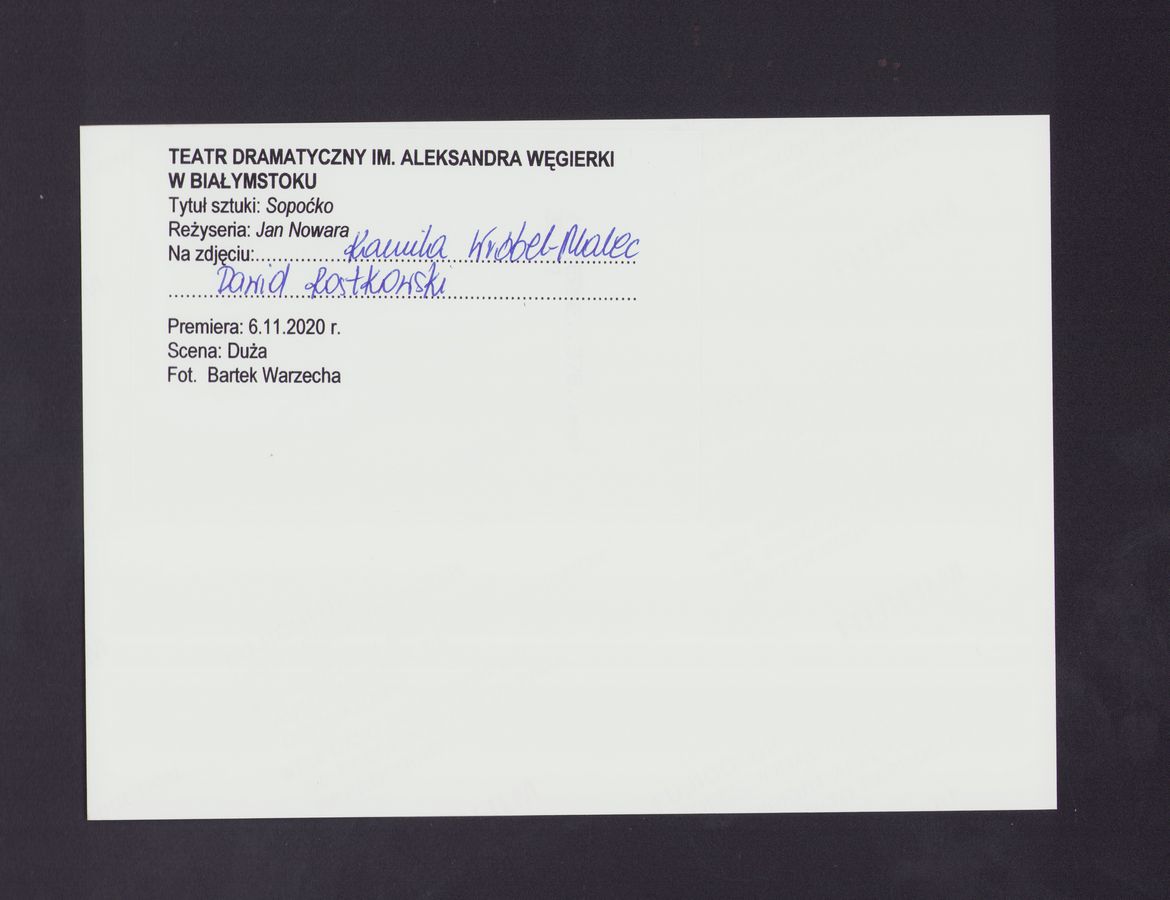 TEATR DRAMATYCZNY IM. ALEKSANDRA WĘGIERKI
W BIAŁYMSTOKU
Tytuł sztuki: Sopoćko
Reżyseria: Jan Nowara
Na zdjęciu:.................Kamila Wróbel-Malec
Dawid Rostkowski
Premiera: 6.11.2020 r.
Scena: Duża
Fot. Bartek Warzecha